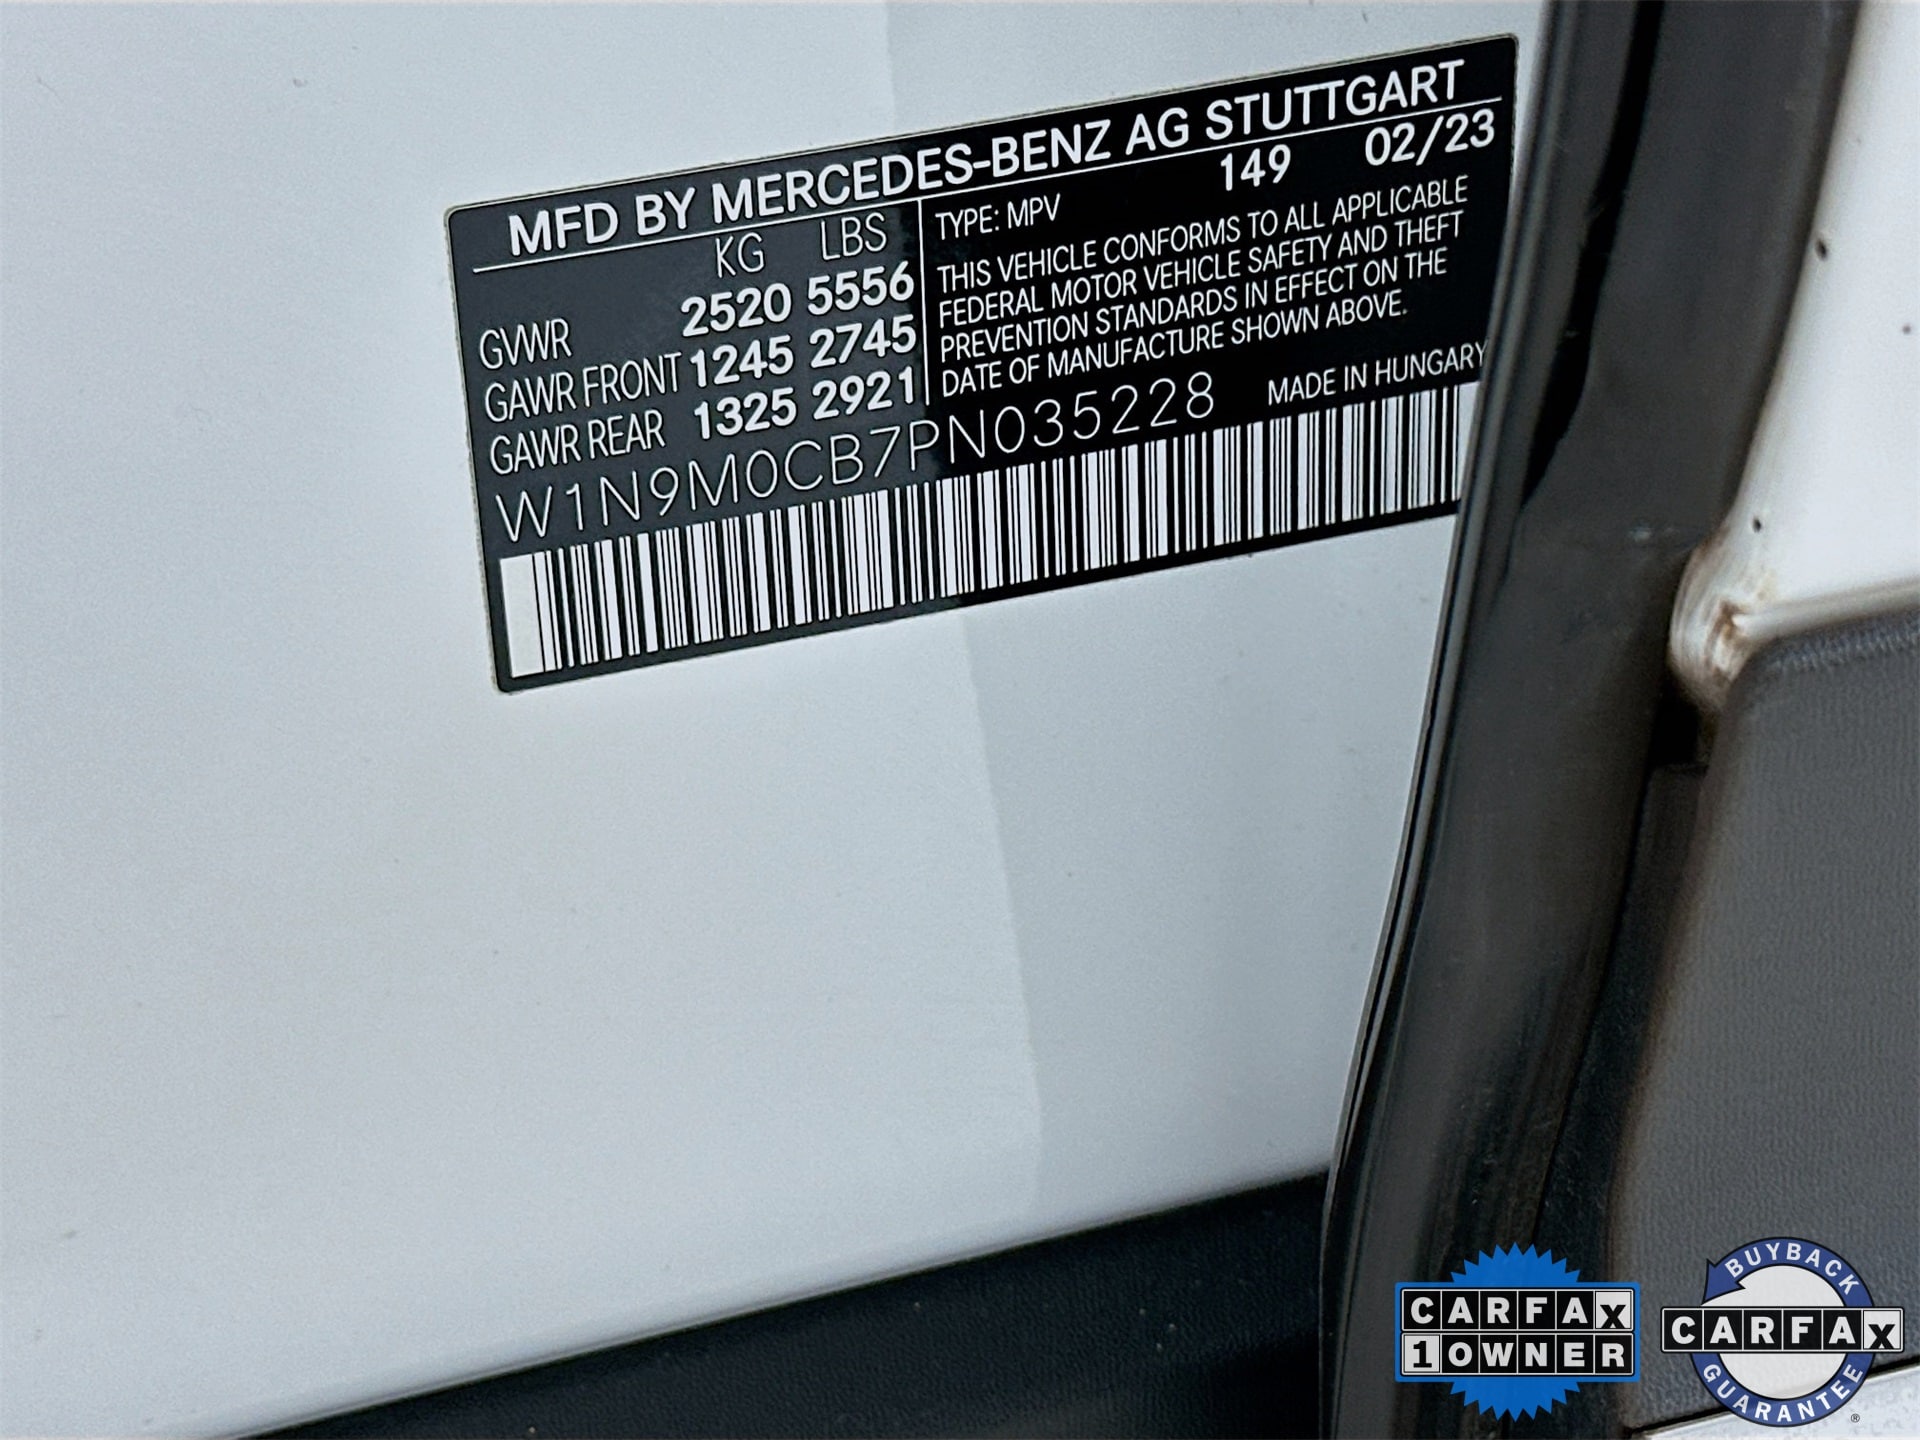 MFD BY MERCEDES-BENZ AG STUTTGART
KG LBS
GVWR 2520 5556
GAWR FRONT 1245 2745
GAWR REAR 1325 2921
149 02/23
TYPE: MPV
THIS VEHICLE CONFORMS TO ALL APPLICABLE
FEDERAL MOTOR VEHICLE SAFETY AND THEFT
PREVENTION STANDARDS IN EFFECT ON THE
DATE OF MANUFACTURE SHOWN ABOVE.
W1N9M0CB7PN035228 MADE IN HUNGARY
CARFAX
1 OWNER
BUYBACK
CARFAX
GUARANTEE
®